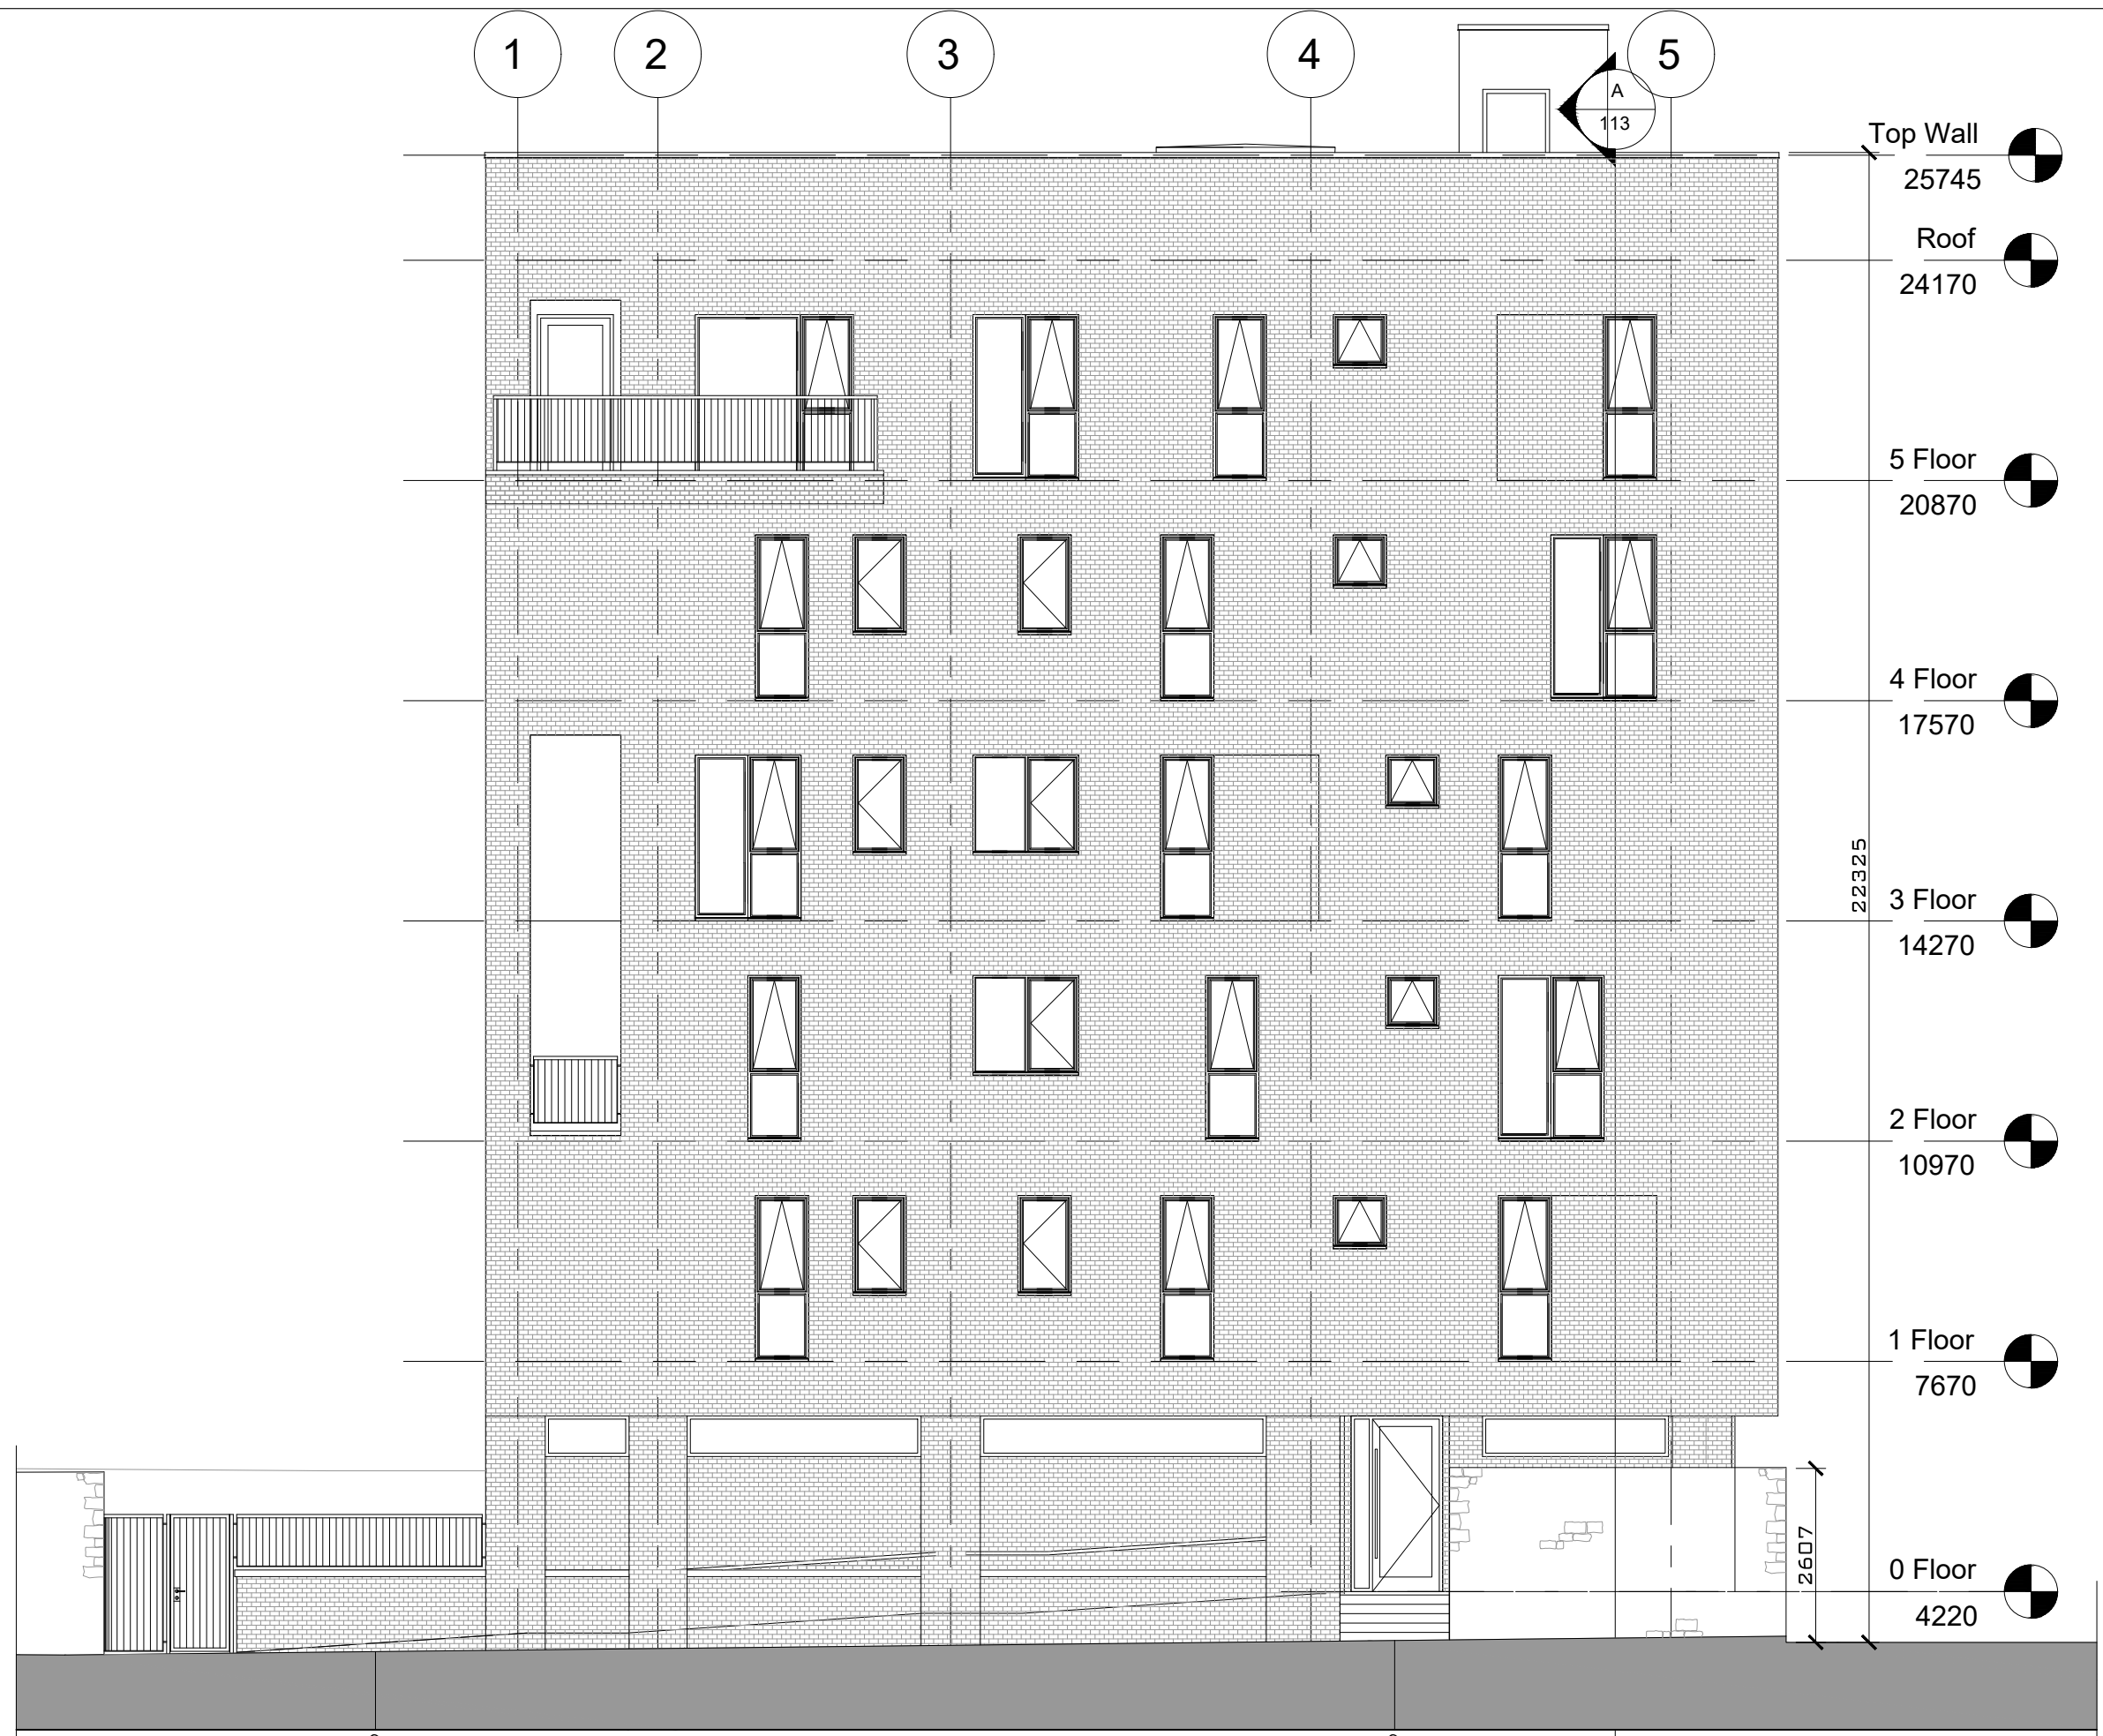 1 2 3 4 5
A
113
Top Wall
25745
Roof
24170
5 Floor
20870
4 Floor
17570
22325
3 Floor
14270
2 Floor
10970
1 Floor
7670
2607
0 Floor
4220